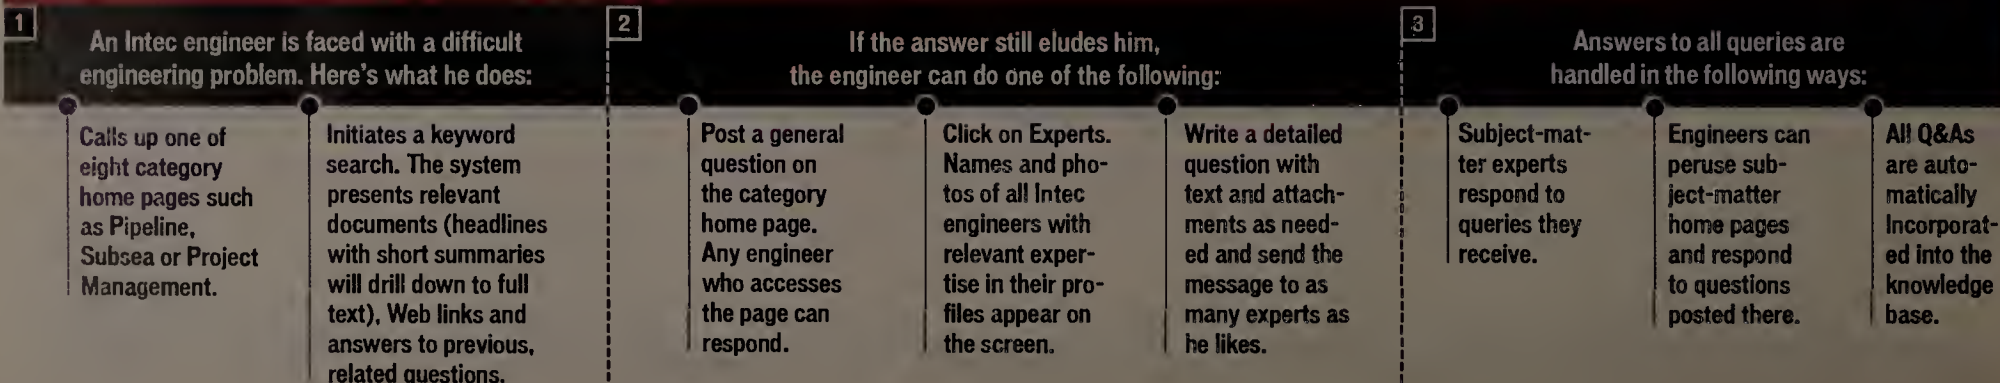 1
An Intec engineer is faced with a difficult
engineering problem. Here's what he does:
Calls up one of
eight category
home pages such
as Pipeline,
Subsea or Project
Management.
Initiates a keyword
search. The system
presents relevant
documents (headlines
with short summaries
will drill down to full
text), Web links and
answers to previous,
related questions.
2
If the answer still eludes him,
the engineer can do one of the following:
Post a general
question on
the category
home page.
Any engineer
who accesses
the page can
respond.
Click on Experts.
Names and pho-
tos of all Intec
engineers with
relevant exper-
tise in their pro-
files appear on
the screen.
Write a detailed
question with
text and attach-
ments as need-
ed and send the
message to as
many experts as
he likes.
3
Answers to all queries are
handled in the following ways:
Subject-mat-
ter experts
respond to
queries they
receive.
Engineers can
peruse sub-
ject-matter
home pages
and respond
to questions
posted there.
All Q&As
are auto-
matically
Incorporat-
ed into the
knowledge
base.